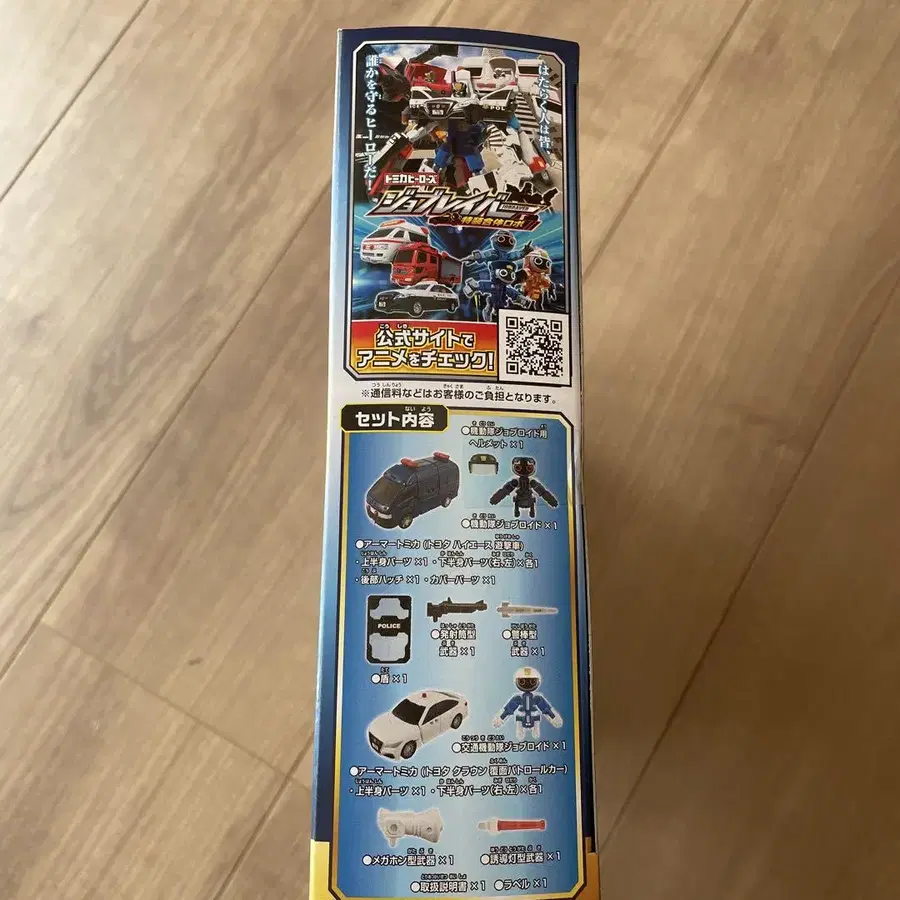 はたらく人は皆、
誰かを守るヒーローだ!
POLICE
トミカヒーローズ
ジョブレイバー
JOBRAVER
特装合体ロボ
公式サイトで
アニメをチェック!
※通信料などはお客様のご負担となります。
セット内容
●機動隊ジョブロイド用
ヘルメット×1
●機動隊ジョブロイド×1
●アーマートミカ(トヨタ ハイエース 遊撃車)
・上半身パーツ×1・下半身パーツ(右、左)×各1
・後部ハッチ×1・カバーパーツ×1
POLICE
●発射筒型
武器×1
●警棒型
武器×1
●盾×1
●交通機動隊ジョブロイド×1
●アーマートミカ(トヨタ クラウン 覆面パトロールカー)
・上半身パーツ×1・下半身パーツ(右、左)×各1
●メガホン型武器×1
●誘導灯型武器×1
●取扱説明書×1 ●ラベル×1